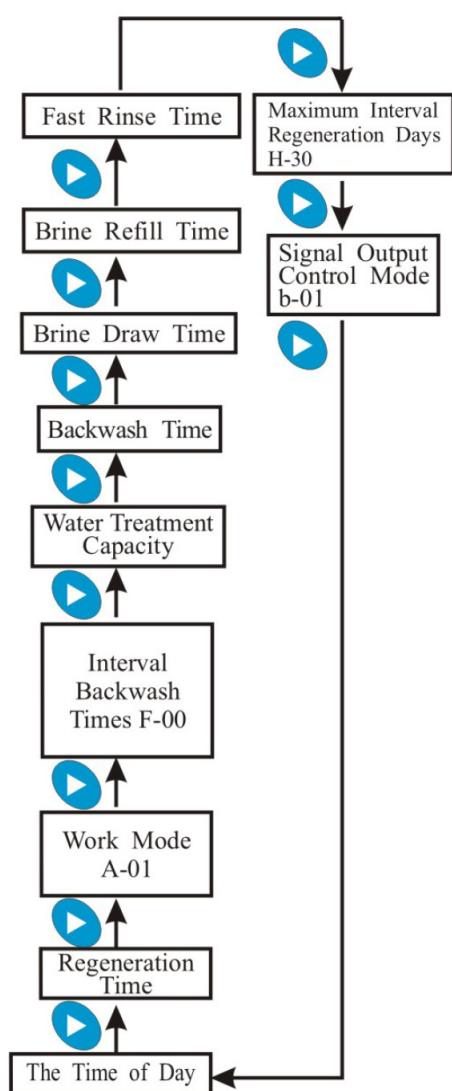 Fast Rinse Time
Brine Refill Time
Brine Draw Time
Backwash Time
Water Treatment
Capacity
Interval
Backwash
Times F-00
Work Mode
A-01
Regeneration
Time
The Time of Day
Maximum Interval
Regeneration Days
H-30
Signal Output
Control Mode
b-01